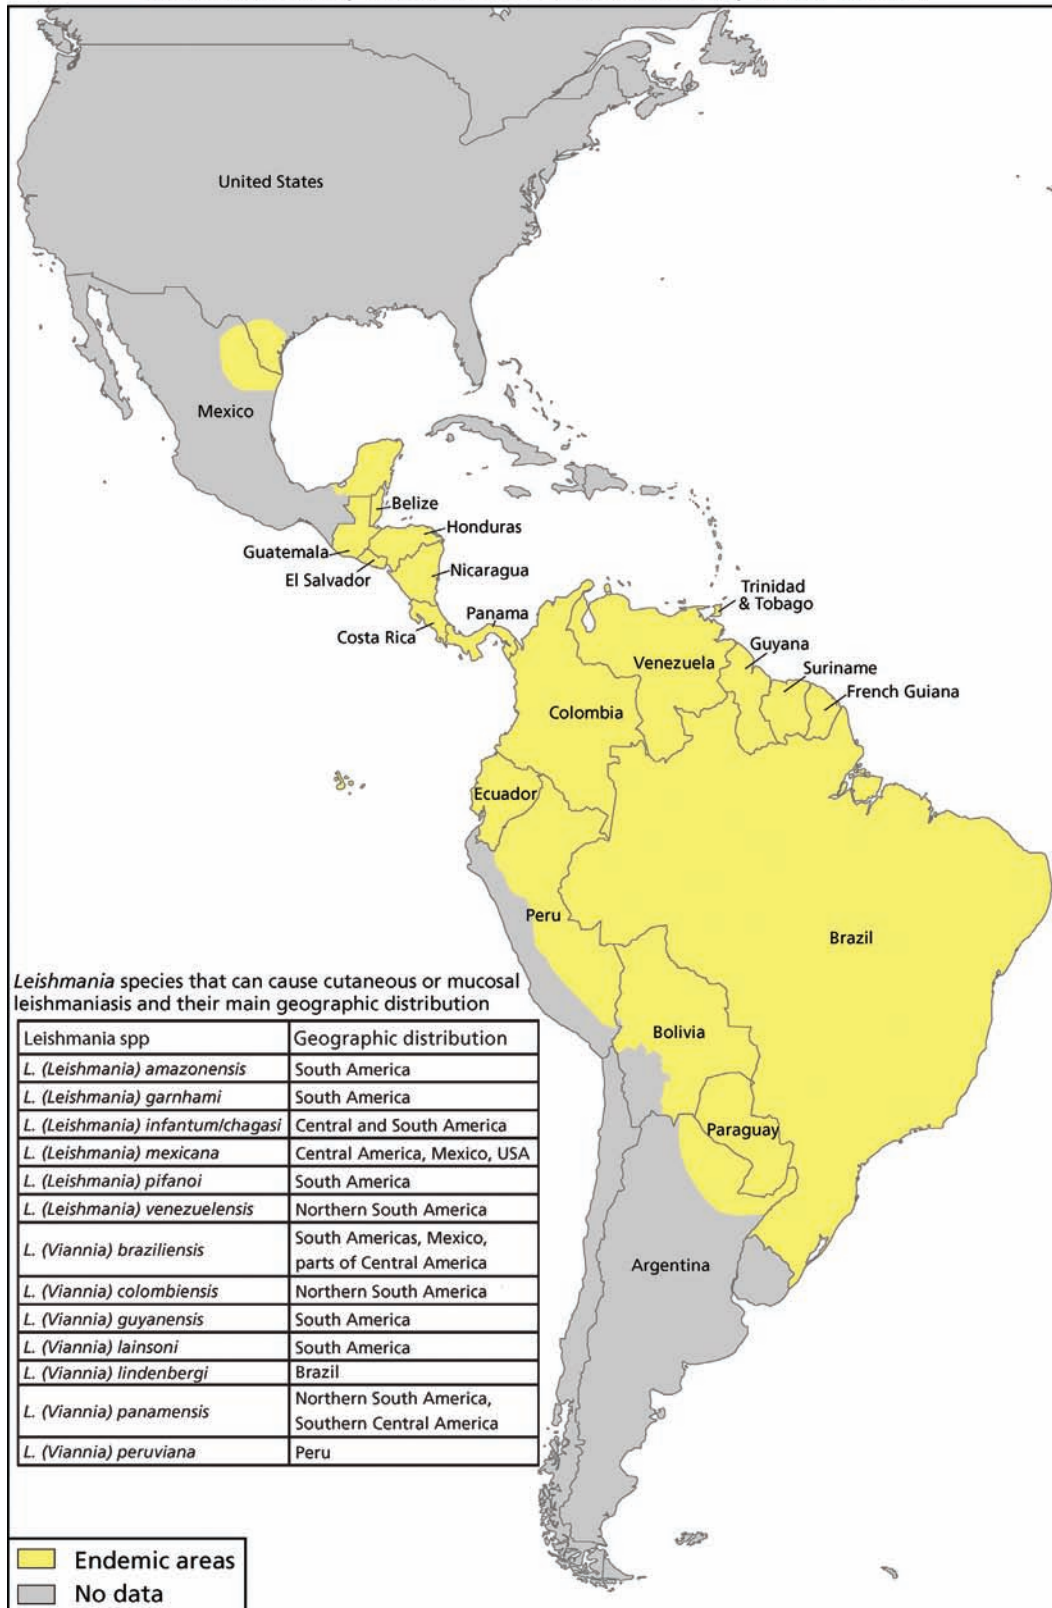 United States
Mexico
Belize
Honduras
Guatemala
El Salvador
Nicaragua
Trinidad
& Tobago
Panama
Costa Rica
Guyana
Venezuela
Suriname
French Guiana
Colombia
Ecuador
Peru
Brazil
Bolivia
Paraguay
Argentina
Leishmania species that can cause cutaneous or mucosal
leishmaniasis and their main geographic distribution
Leishmania spp Geographic distribution
L. (Leishmania) amazonensis South America
L. (Leishmania) garnhami South America
L. (Leishmania) infantum/chagasi Central and South America
L. (Leishmania) mexicana Central America, Mexico, USA
L. (Leishmania) pifanoi South America
L. (Leishmania) venezuelensis Northern South America
L. (Viannia) braziliensis South Americas, Mexico,
parts of Central America
L. (Viannia) colombiensis Northern South America
L. (Viannia) guyanensis South America
L. (Viannia) lainsoni South America
L. (Viannia) lindenbergi Brazil
L. (Viannia) panamensis Northern South America,
Southern Central America
L. (Viannia) peruviana Peru
Endemic areas
No data